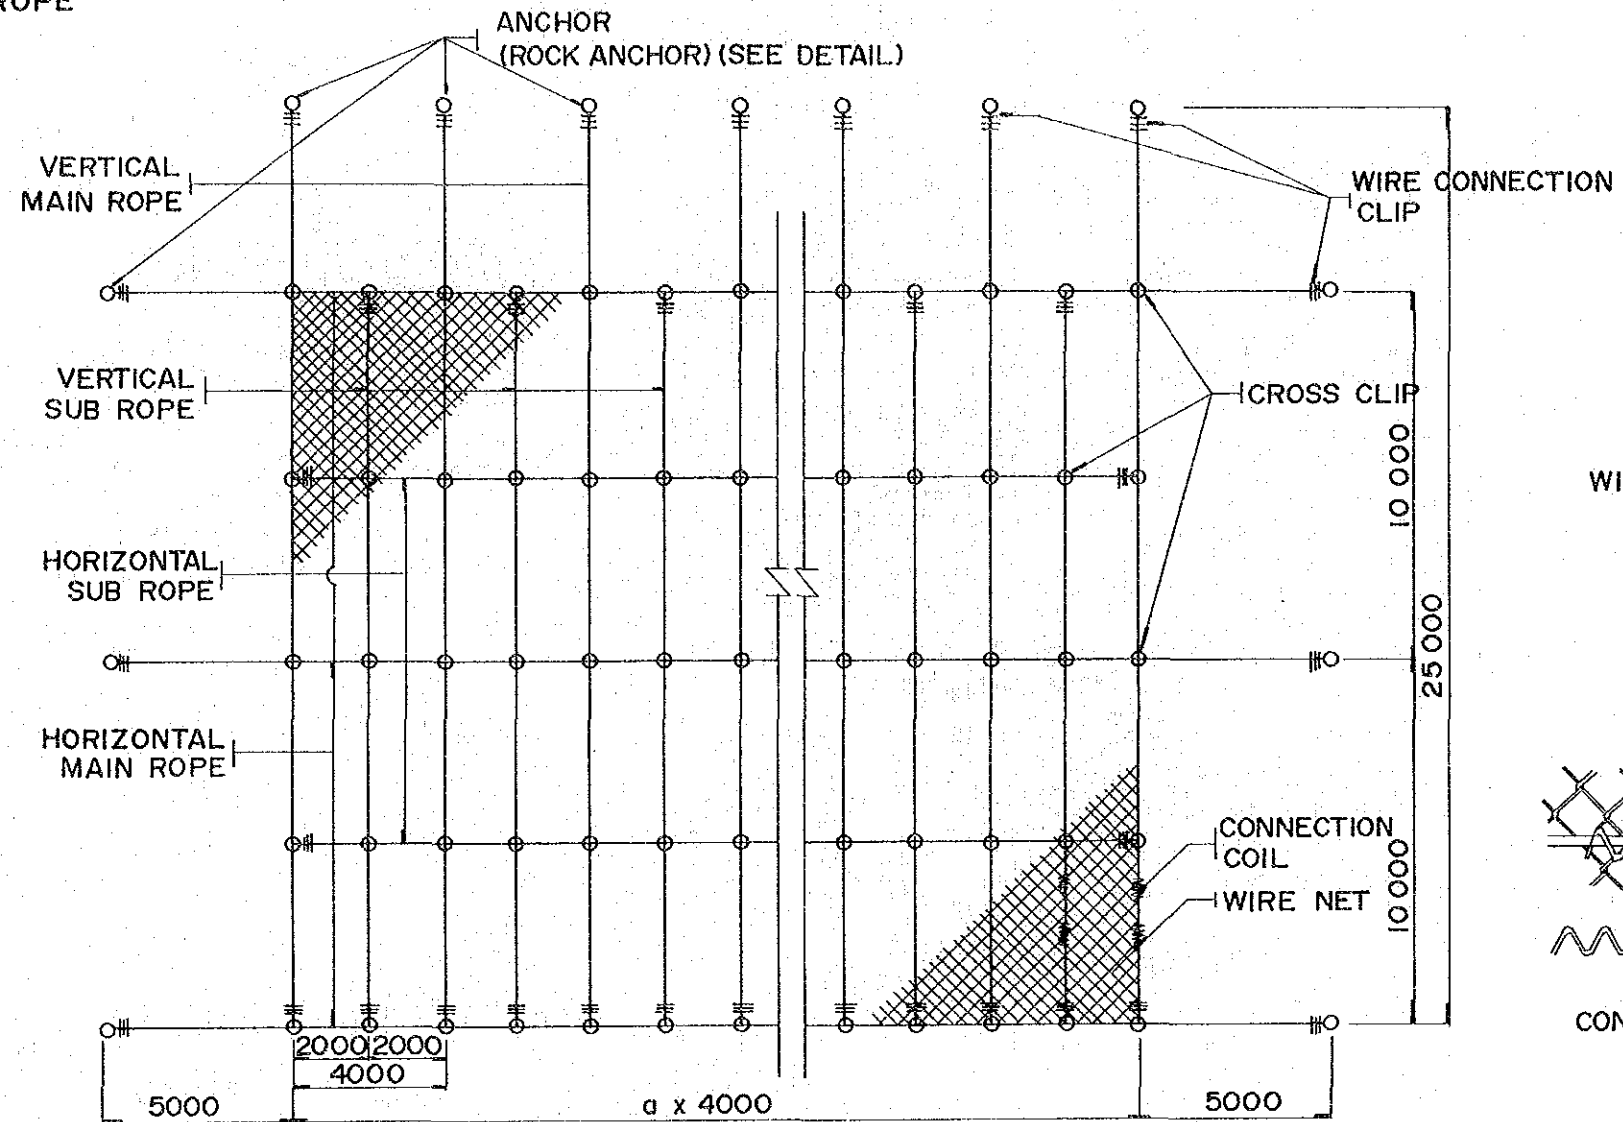 ROPE
ANCHOR
(ROCK ANCHOR) (SEE DETAIL)
VERTICAL
MAIN ROPE
WIRE CONNECTION
CLIP
VERTICAL
SUB ROPE
CROSS CLIP
10 000
WI
HORIZONTAL
SUB ROPE
25 000
HORIZONTAL
MAIN ROPE
CONNECTION
COIL
WIRE NET
10 000
CON
2000 2000
4000
5000
a x 4000
5000